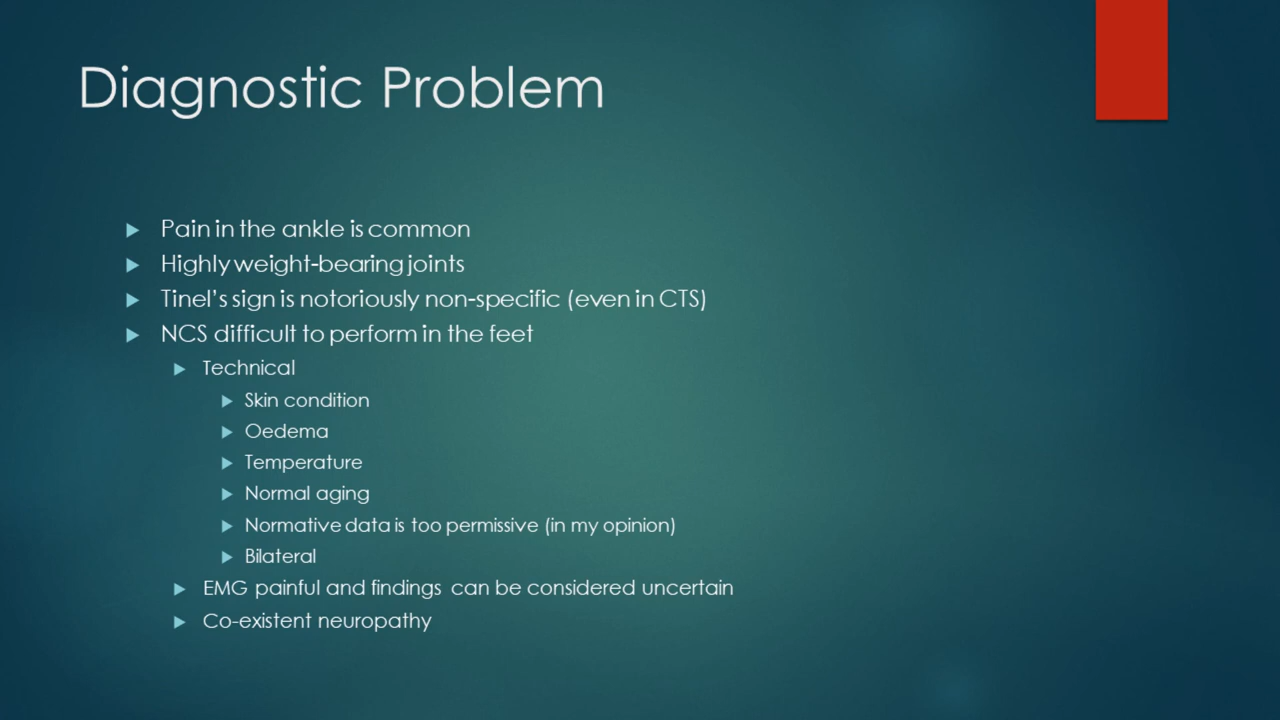 Diagnostic Problem
Pain in the ankle is common
Highly weight-bearing joints
Tinel's sign is notoriously non-specific (even in CTS)
NCS difficult to perform in the feet
Technical
Skin condition
Oedema
Temperature
Normal aging
Normative data is too permissive (in my opinion)
Bilateral
EMG painful and findings can be considered uncertain
Co-existent neuropathy